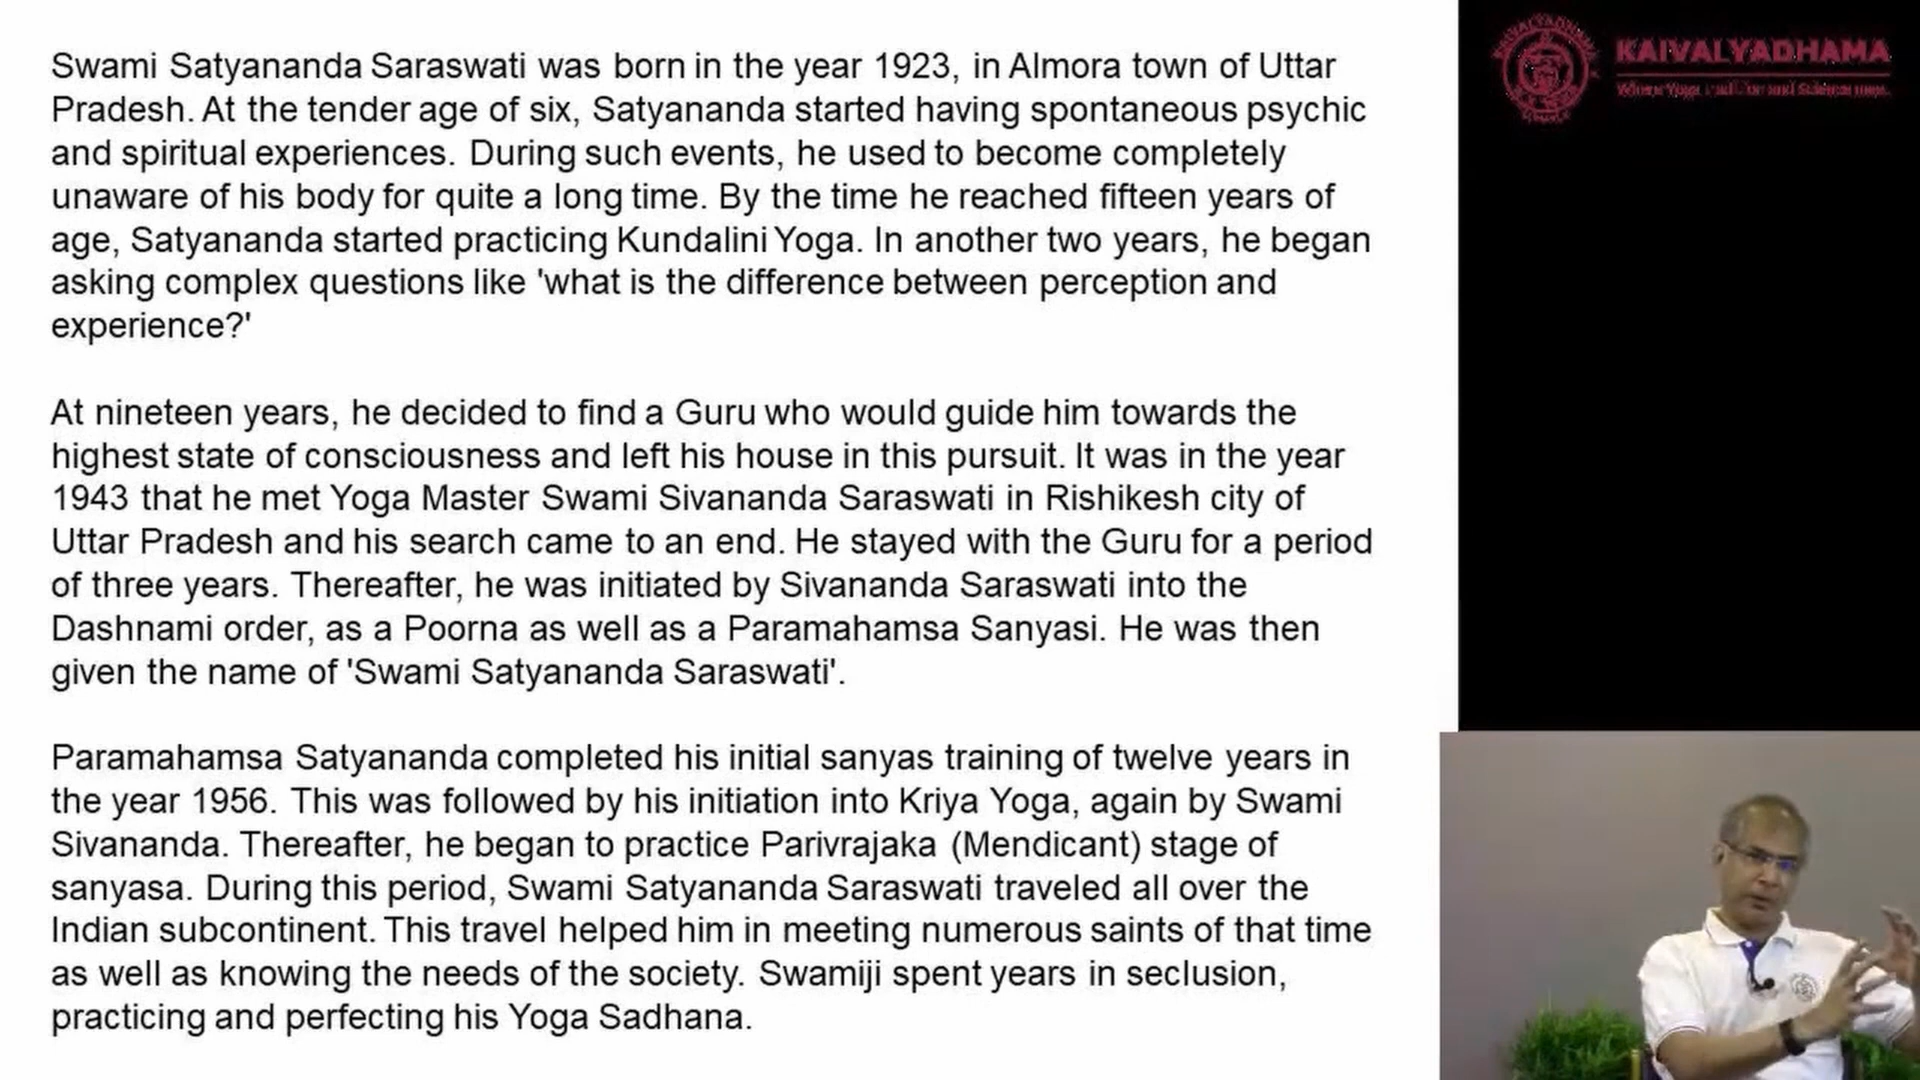 Swami Satyananda Saraswati was born in the year 1923, in Almora town of Uttar
Pradesh. At the tender age of six, Satyananda started having spontaneous psychic
and spiritual experiences. During such events, he used to become completely
unaware of his body for quite a long time. By the time he reached fifteen years of
age, Satyananda started practicing Kundalini Yoga. In another two years, he began
asking complex questions like 'what is the difference between perception and
experience?'
At nineteen years, he decided to find a Guru who would guide him towards the
highest state of consciousness and left his house in this pursuit. It was in the year
1943 that he met Yoga Master Swami Sivananda Saraswati in Rishikesh city of
Uttar Pradesh and his search came to an end. He stayed with the Guru for a period
of three years. Thereafter, he was initiated by Sivananda Saraswati into the
Dashnami order, as a Poorna as well as a Paramahamsa Sanyasi. He was then
given the name of 'Swami Satyananda Saraswati'.
Paramahamsa Satyananda completed his initial sanyas training of twelve years in
the year 1956. This was followed by his initiation into Kriya Yoga, again by Swami
Sivananda. Thereafter, he began to practice Parivrajaka (Mendicant) stage of
sanyasa. During this period, Swami Satyananda Saraswati traveled all over the
Indian subcontinent. This travel helped him in meeting numerous saints of that time
as well as knowing the needs of the society. Swamiji spent years in seclusion,
practicing and perfecting his Yoga Sadhana.
KAIVALYADHAMA
Where Yoga and Science